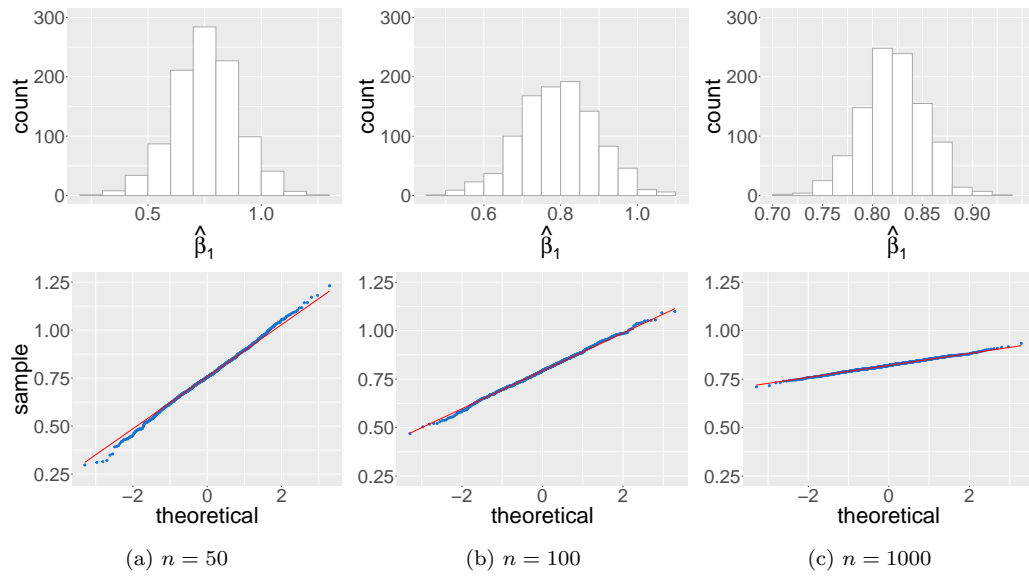 300
200
100
0
count
0.5 1.0
β̂₁
300
200
100
0
count
0.6 0.8 1.0
β̂₁
300
200
100
0
count
0.70 0.75 0.80 0.85 0.90
β̂₁
1.25
1.00
0.75
0.50
0.25
sample
−2 0 2
theoretical
1.25
1.00
0.75
0.50
0.25
−2 0 2
theoretical
1.25
1.00
0.75
0.50
0.25
−2 0 2
theoretical
(a) n = 50
(b) n = 100
(c) n = 1000